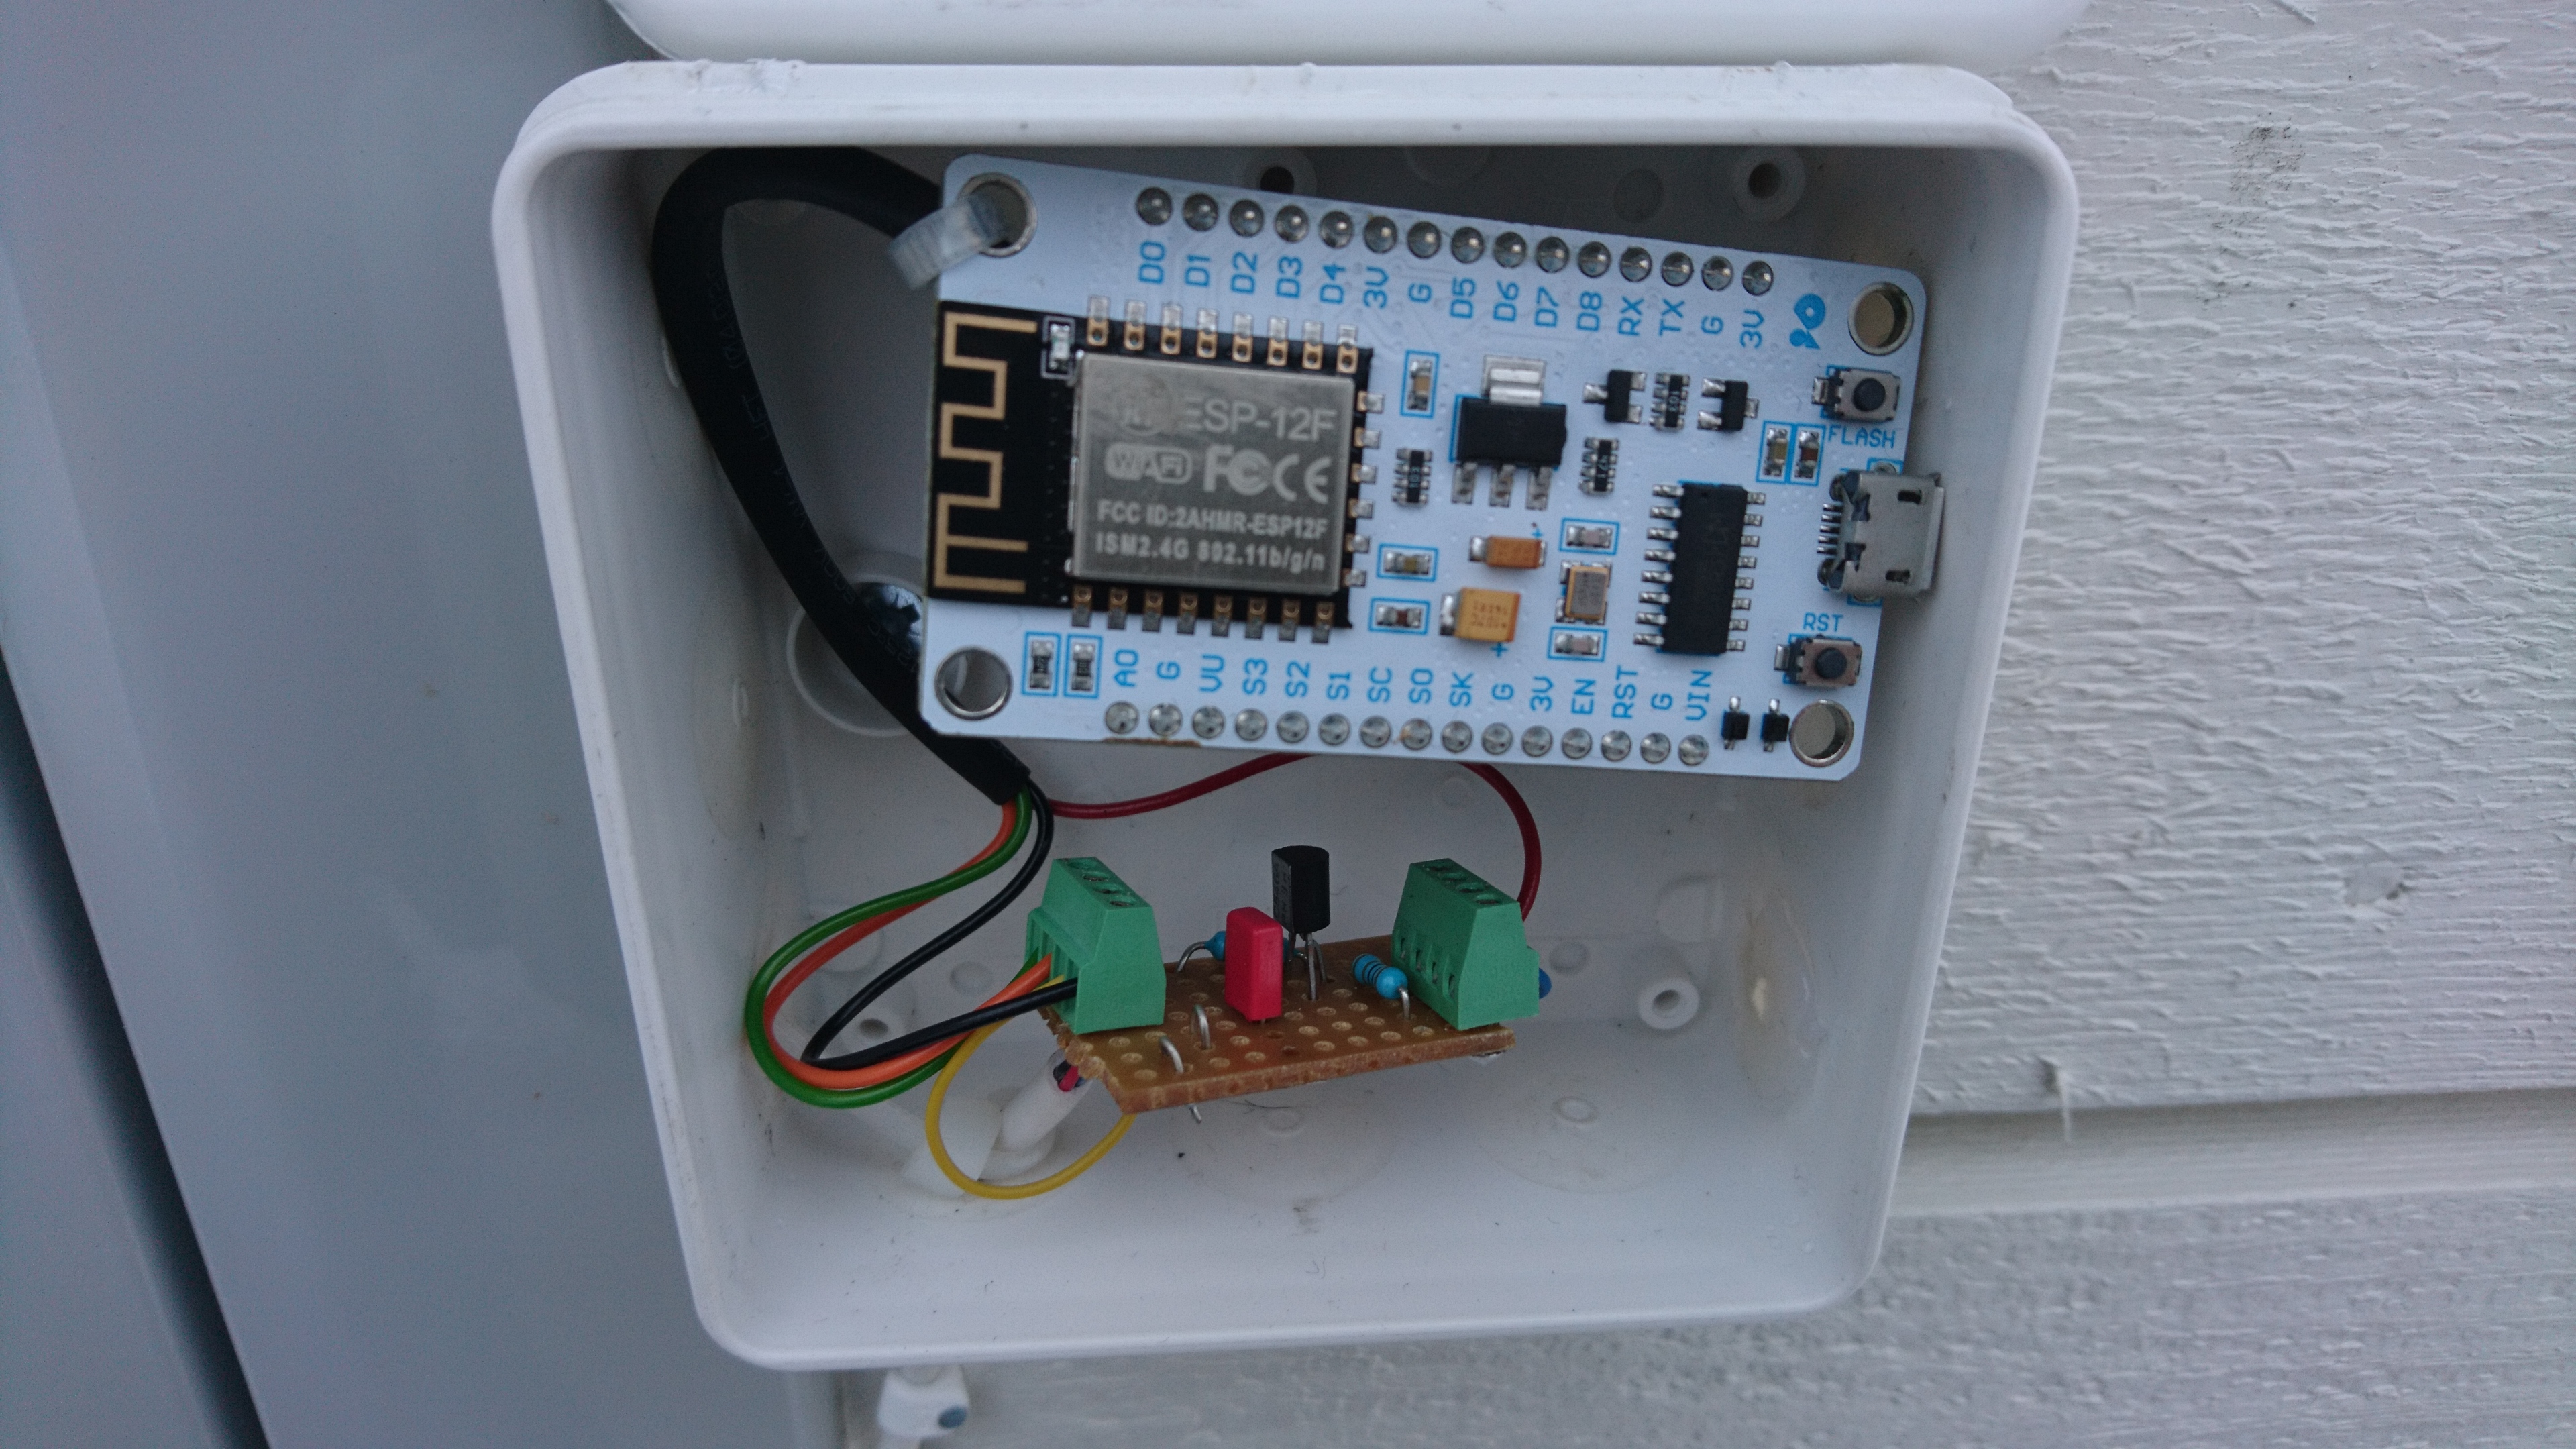 D0 D1 D2 D3 D4 3V G D5 D6 D7 D8 RX TX G 3V
FLASH
ESP-12F
WiFi FC CE
FCC ID:2AHMR-ESP12F
ISM2.4G 802.11b/g/n
RST
A0 G VU S3 S2 S1 SC S0 SK G 3V EN RST G VIN